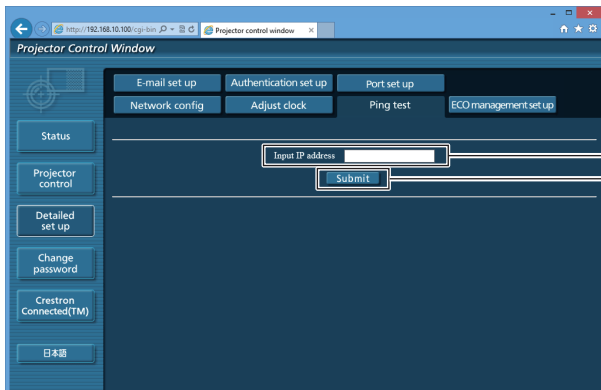 http://192.168.10.100/cgi-bin
Projector control window
Projector Control Window
E-mail set up
Authentication set up
Port set up
Network config
Adjust clock
Ping test
ECO management set up
Status
Projector
control
Detailed
set up
Change
password
Crestron
Connected(TM)
日本語
Input IP address
Submit